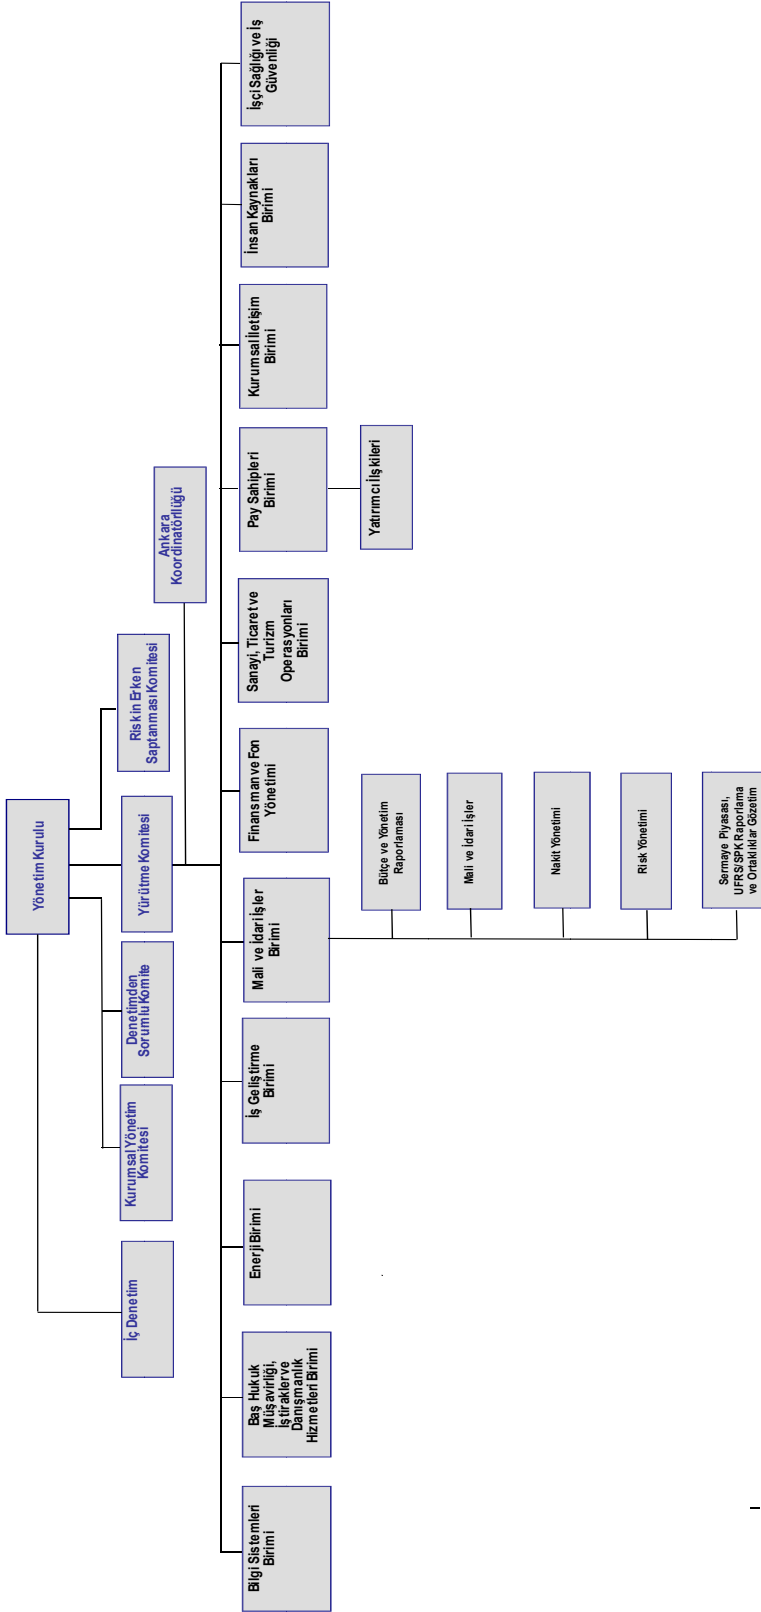 Yönetim Kurulu
İç Denetim
Kurumsal Yönetim
Komitesi
Denetimden
Sorumlu Komite
Yürütme Komitesi
Riskin Erken
Saptanması Komitesi
Ankara
Koordinatörllüğü
Bilgi Sistemleri
Birimi
Baş Hukuk
Müşavirliği,
İştirakler ve
Danışmanlık
Hizmetleri Birimi
Enerji Birimi
İş Geliştirme
Birimi
Mali ve İdari İşler
Birimi
Finansman ve Fon
Yönetimi
Sanayi, Ticaret ve
Turizm
Operasyonları
Birimi
Pay Sahipleri
Birimi
Kurumsal İletişim
Birimi
İnsan Kaynakları
Birimi
İşçi Sağlığı ve İş
Güvenliği
Bütçe ve Yönetim
Raporlaması
Mali ve İdari İşler
Nakit Yönetimi
Risk Yönetimi
Sermaye Piyasası,
UFRS/SPK Raporlama
ve Ortaklıklar Gözetim
Yatırımcı İlşkileri